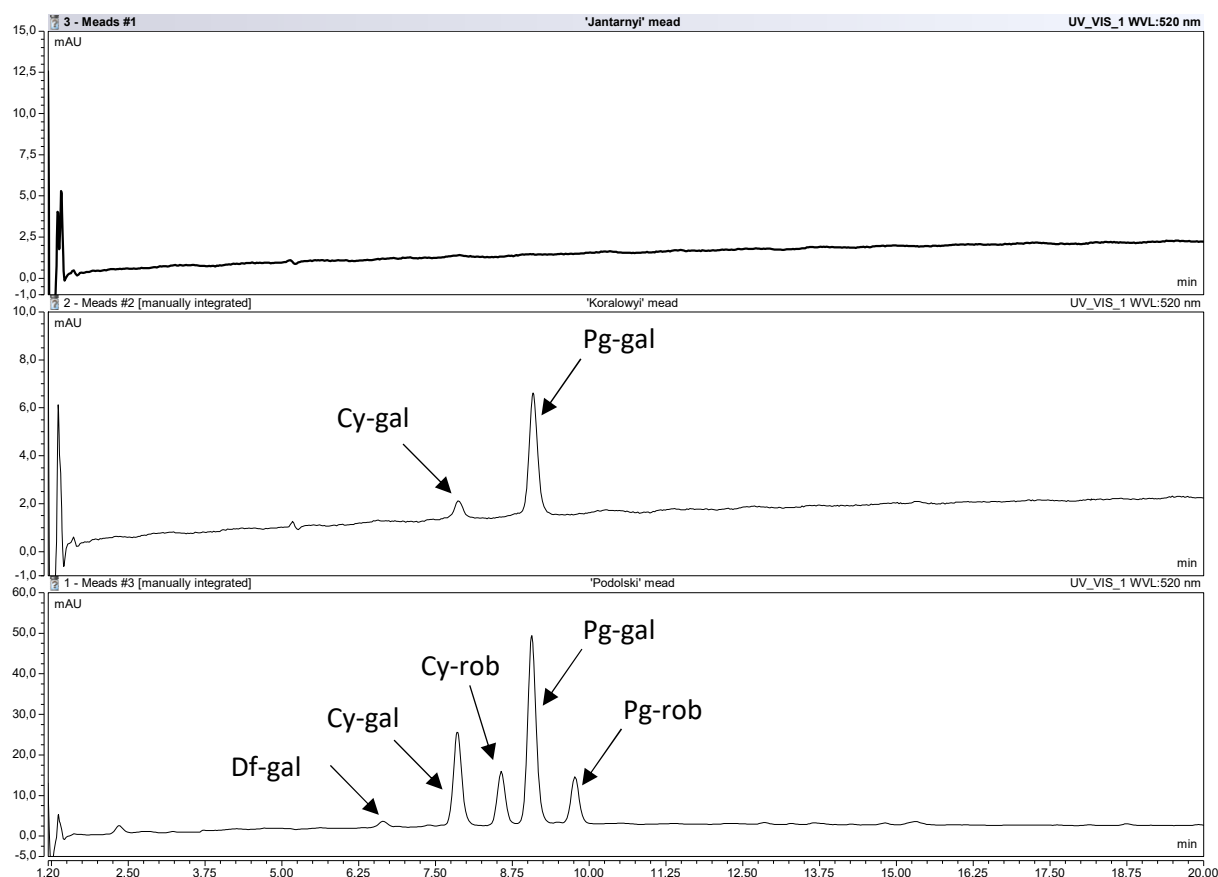 3 - Meads #1 'Jantarnyi' mead UV_VIS_1 WVL:520 nm
15,0
mAU
12,5
10,0
7,5
5,0
2,5
0,0
-1,0
min
2 - Meads #2 [manually integrated] 'Koralowyi' mead UV_VIS_1 WVL:520 nm
10,0
mAU
Pg-gal
8,0
6,0
Cy-gal
4,0
2,0
0,0
-1,0
min
1 - Meads #3 [manually integrated] 'Podolski' mead UV_VIS_1 WVL:520 nm
60,0
mAU
Pg-gal
50,0
Cy-rob
40,0
Pg-rob
Cy-gal
30,0
Df-gal
20,0
10,0
0,0
-5,0
min
1.20 2.50 3.75 5.00 6.25 7.50 8.75 10.00 11.25 12.50 13.75 15.00 16.25 17.50 18.75 20.00